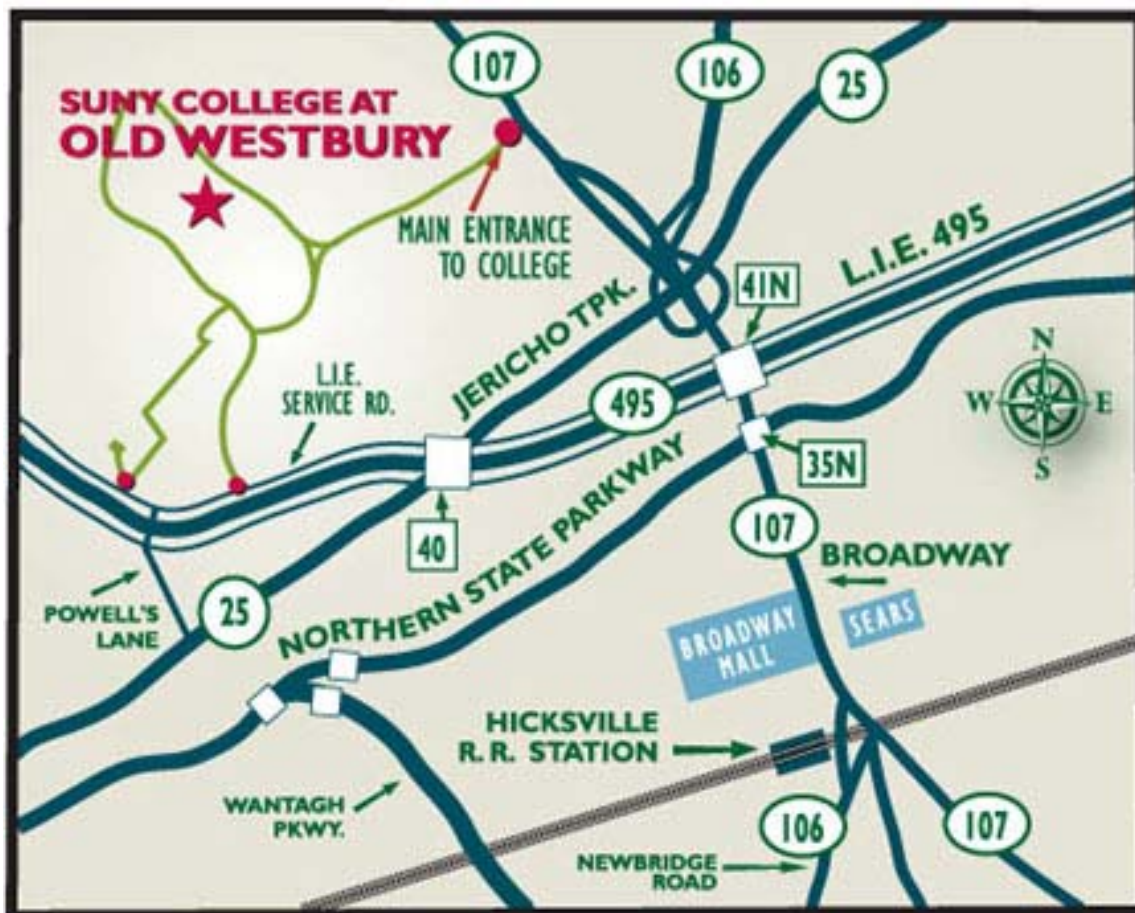 107
106
25
SUNY COLLEGE AT
OLD WESTBURY
MAIN ENTRANCE
TO COLLEGE
JERICHO TPK.
41N
L.I.E. 495
L.I.E.
SERVICE RD.
495
N
W
E
S
35N
40
NORTHERN STATE PARKWAY
107
BROADWAY
POWELL'S
LANE
25
BROADWAY
MALL
SEARS
HICKSVILLE
R.R. STATION
WANTAGH
PKWY.
106
107
NEWBRIDGE
ROAD